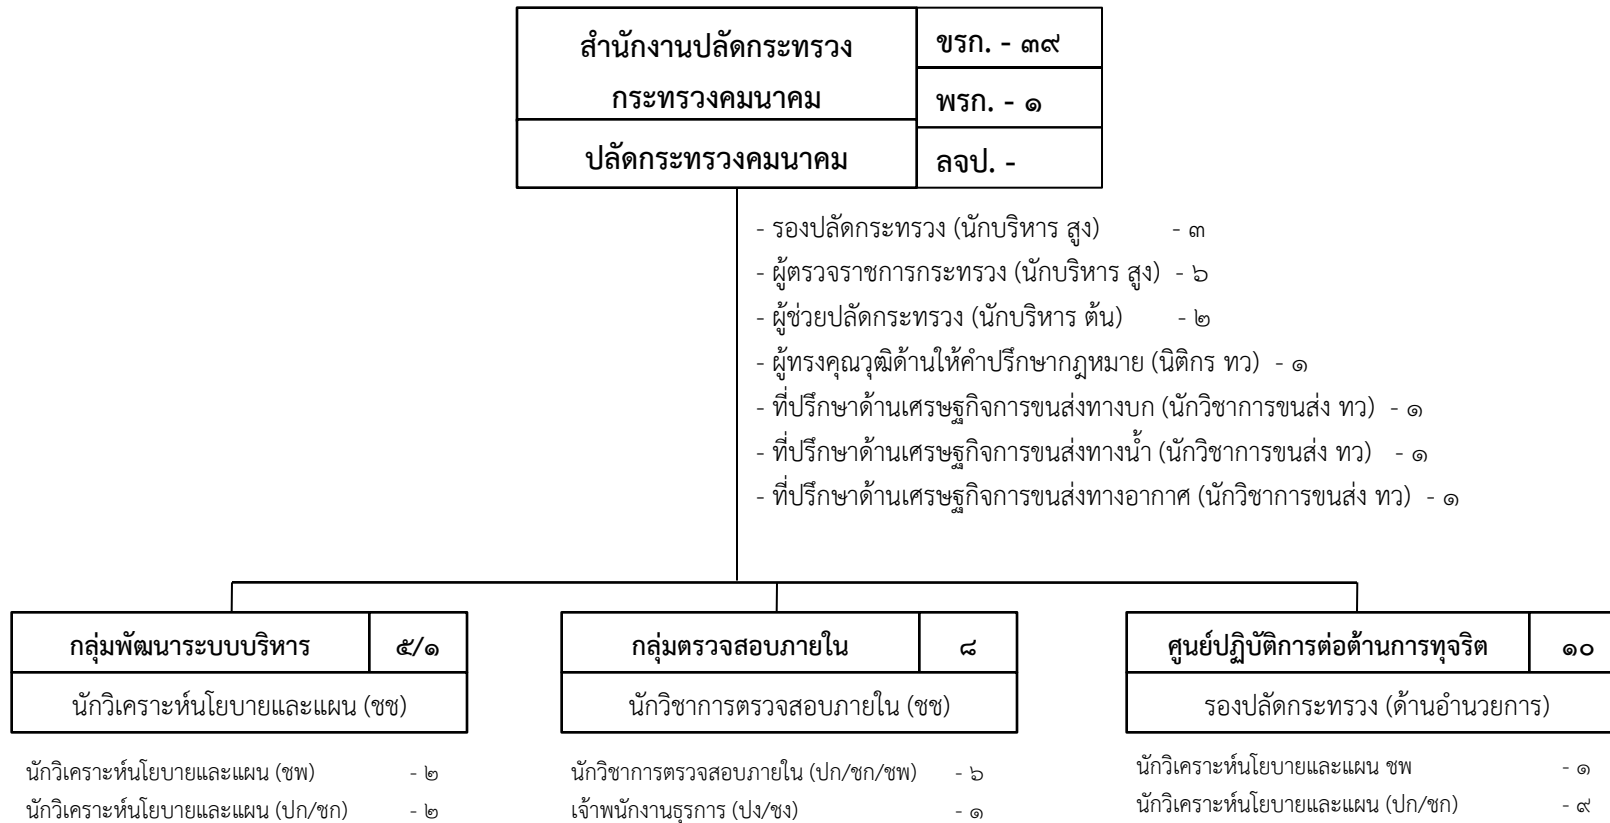 สำนักงานปลัดกระทรวง
กระทรวงคมนาคม
ปลัดกระทรวงคมนาคม
ขรก. - ๓๙
พรก. - ๑
ลจป. -
- รองปลัดกระทรวง (นักบริหาร สูง) - ๓
- ผู้ตรวจราชการกระทรวง (นักบริหาร สูง) - ๖
- ผู้ช่วยปลัดกระทรวง (นักบริหาร ต้น) - ๒
- ผู้ทรงคุณวุฒิด้านให้คำปรึกษากฎหมาย (นิติกร ทว) - ๑
- ที่ปรึกษาด้านเศรษฐกิจการขนส่งทางบก (นักวิชาการขนส่ง ทว) - ๑
- ที่ปรึกษาด้านเศรษฐกิจการขนส่งทางน้ำ (นักวิชาการขนส่ง ทว) - ๑
- ที่ปรึกษาด้านเศรษฐกิจการขนส่งทางอากาศ (นักวิชาการขนส่ง ทว) - ๑
กลุ่มพัฒนาระบบบริหาร ๕/๑
นักวิเคราะห์นโยบายและแผน (ชช)
นักวิเคราะห์นโยบายและแผน (ชพ) - ๒
นักวิเคราะห์นโยบายและแผน (ปก/ชก) - ๒
กลุ่มตรวจสอบภายใน ๘
นักวิชาการตรวจสอบภายใน (ชช)
นักวิชาการตรวจสอบภายใน (ปก/ชก/ชพ) - ๖
เจ้าพนักงานธุรการ (ปง/ชง) - ๑
ศูนย์ปฏิบัติการต่อต้านการทุจริต ๑๐
รองปลัดกระทรวง (ด้านอำนวยการ)
นักวิเคราะห์นโยบายและแผน ชพ - ๑
นักวิเคราะห์นโยบายและแผน (ปก/ชก) - ๙